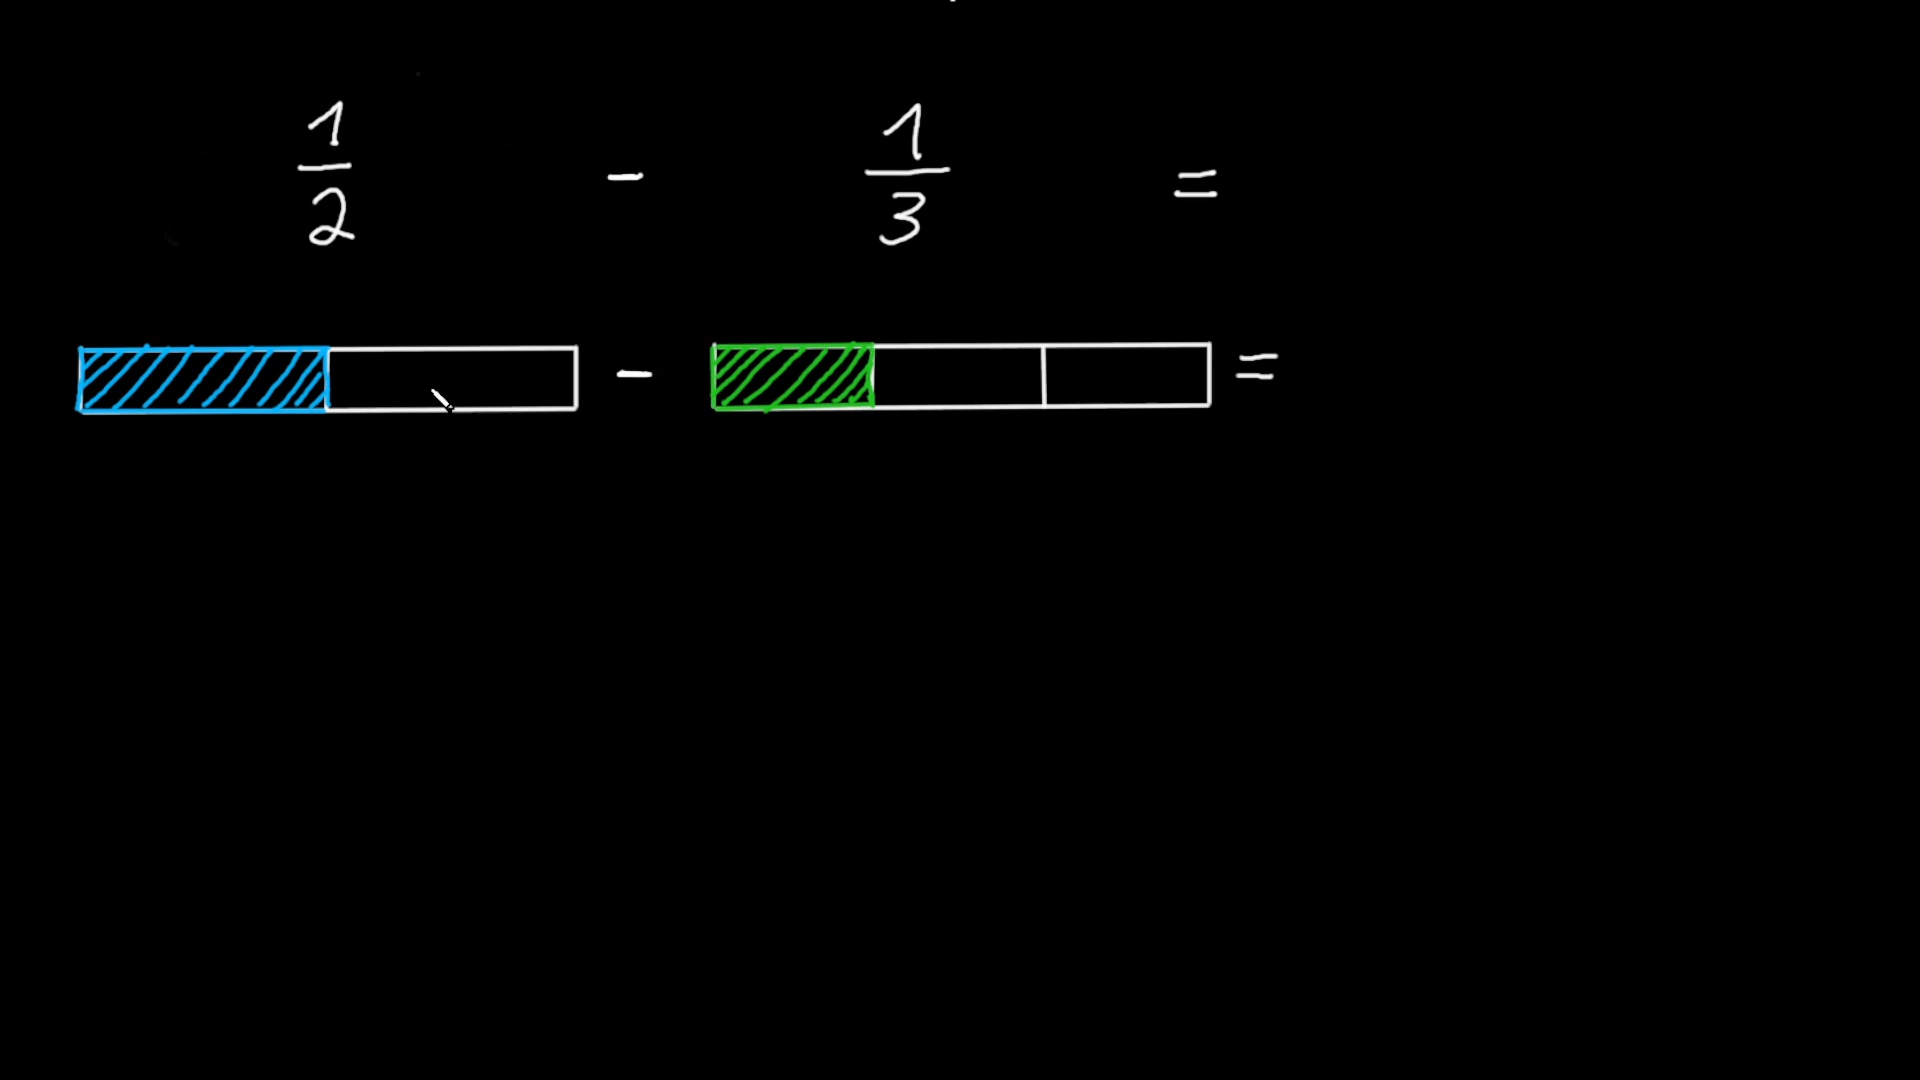 1/2 - 1/3 =
- =